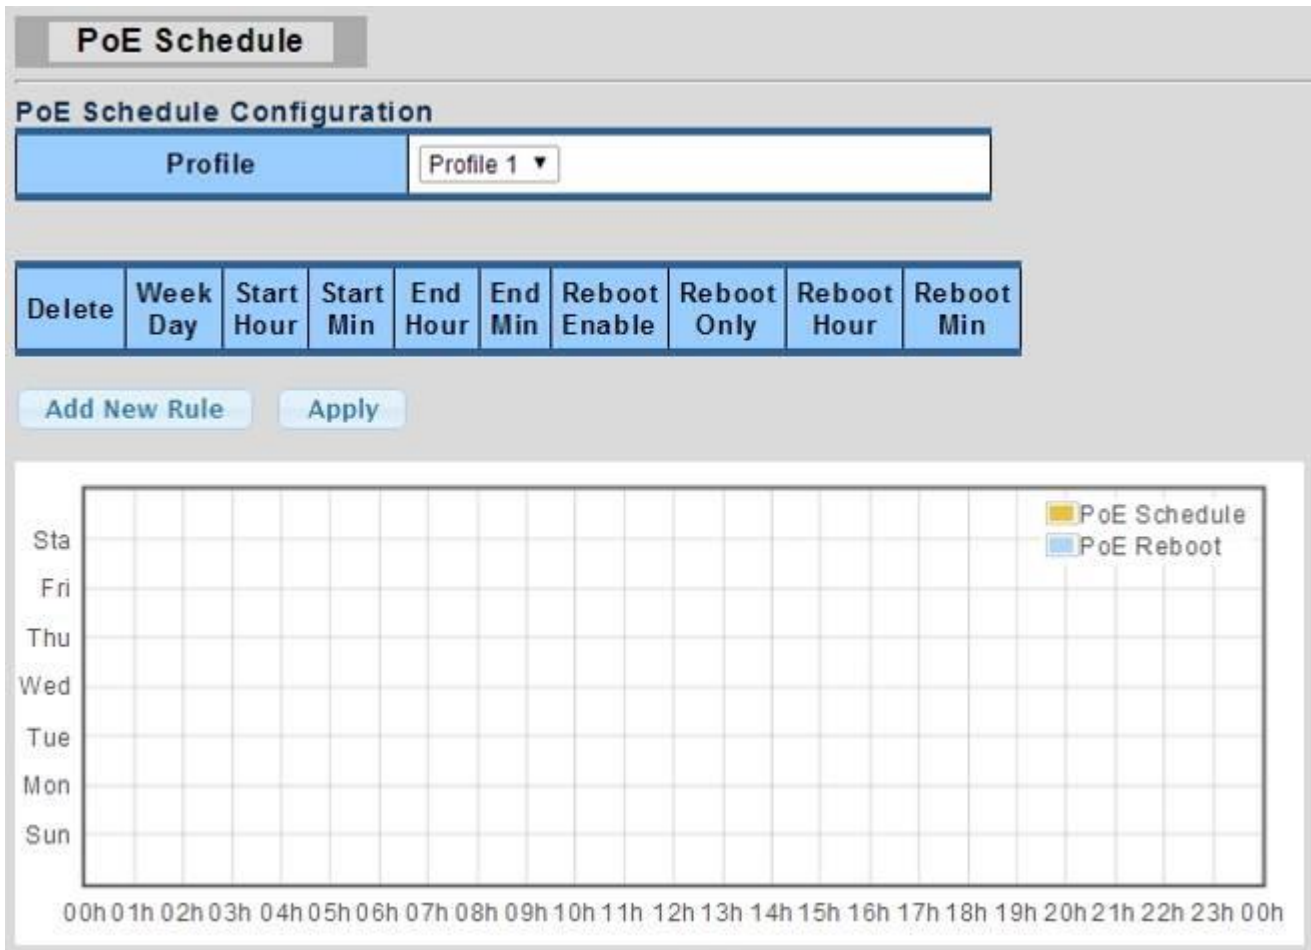 PoE Schedule
PoE Schedule Configuration
Profile Profile 1
Delete Week Day Start Hour Start Min End Hour End Min Reboot Enable Reboot Only Reboot Hour Reboot Min
Add New Rule Apply
PoE Schedule
PoE Reboot
Sta
Fri
Thu
Wed
Tue
Mon
Sun
00h 01h 02h 03h 04h 05h 06h 07h 08h 09h 10h 11h 12h 13h 14h 15h 16h 17h 18h 19h 20h 21h 22h 23h 00h